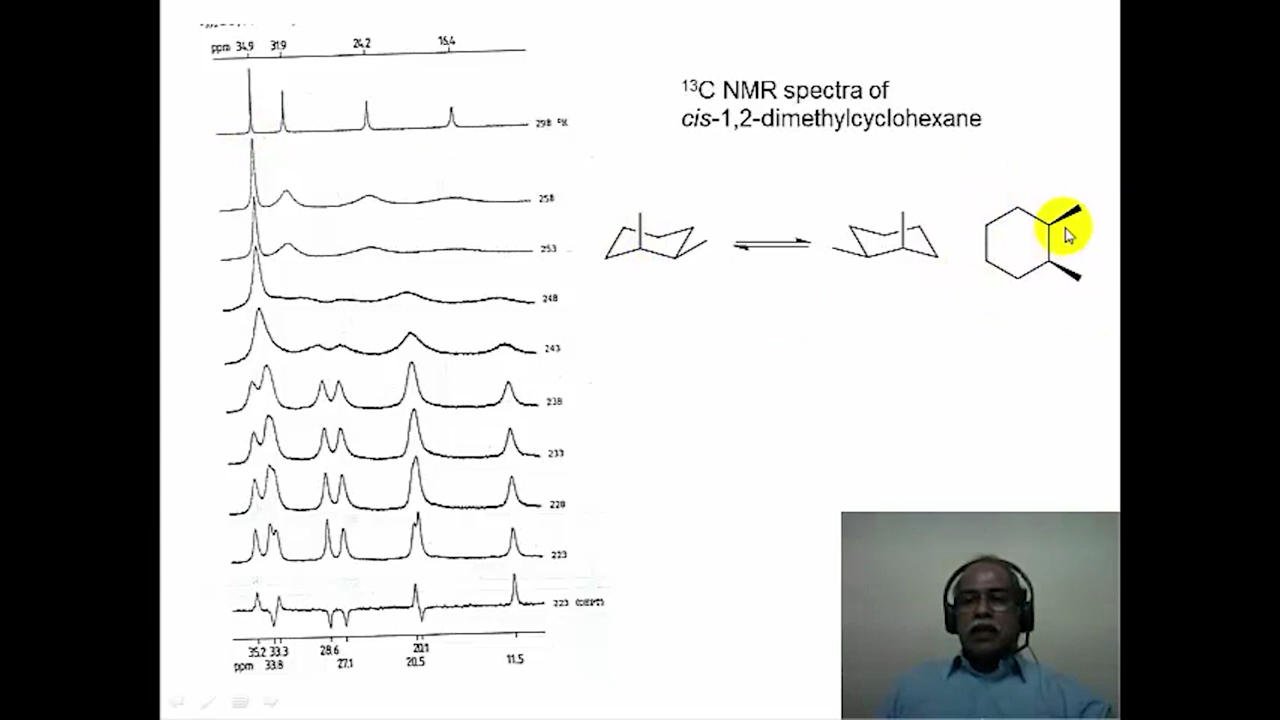 ppm 34.9 31.9 24.2 16.4
13C NMR spectra of
cis-1,2-dimethylcyclohexane
298 °K
258
253
248
243
238
233
228
223
223 (DEPT)
35.2 33.3 28.6 20.1
ppm 33.8 27.1 20.5 11.5